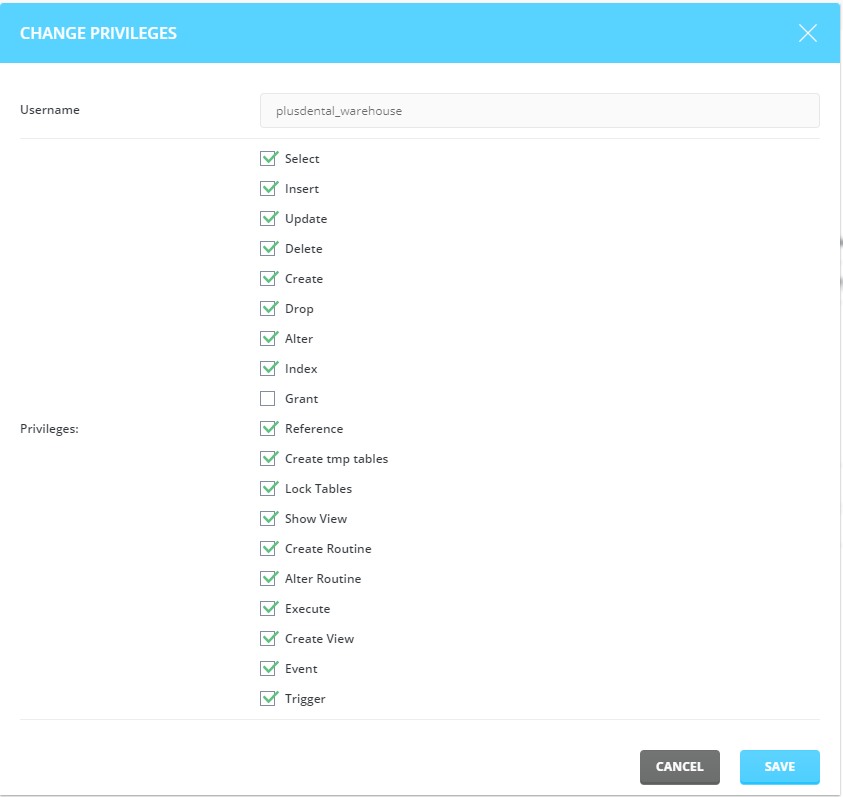 CHANGE PRIVILEGES
Username
plusdental_warehouse
Privileges:
Select
Insert
Update
Delete
Create
Drop
Alter
Index
Grant
Reference
Create tmp tables
Lock Tables
Show View
Create Routine
Alter Routine
Execute
Create View
Event
Trigger
CANCEL
SAVE